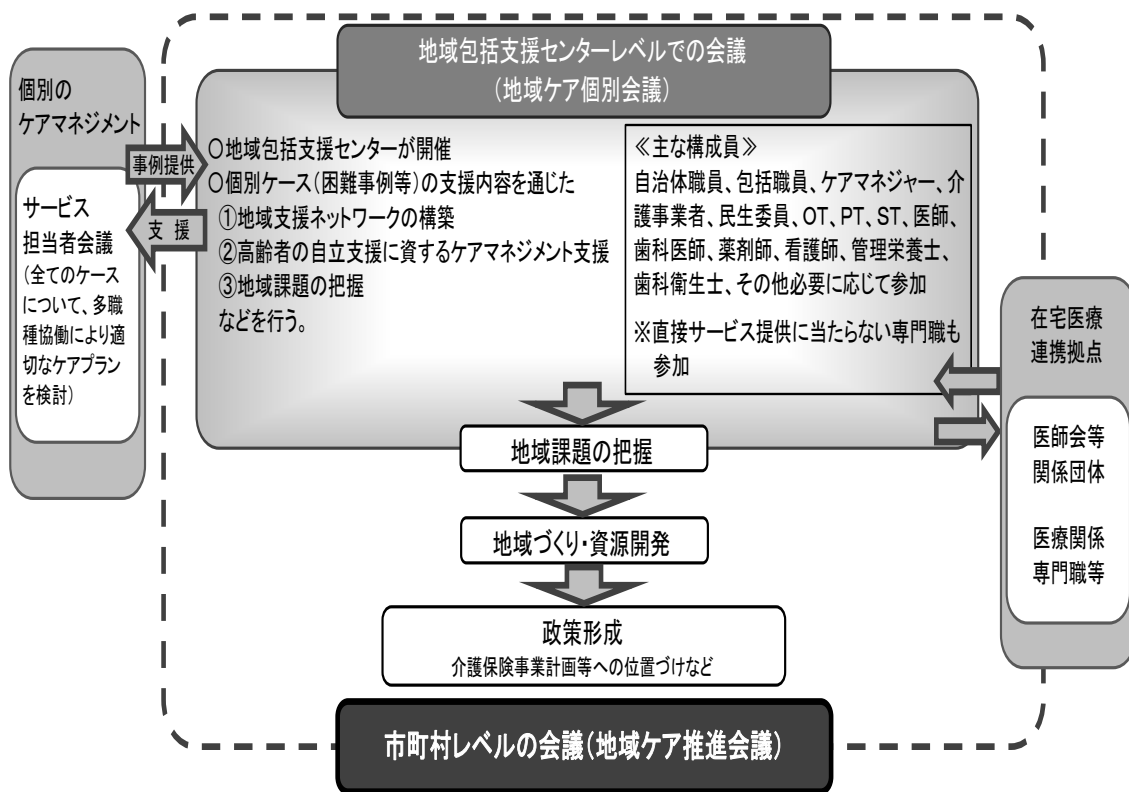 地域包括支援センターレベルでの会議
(地域ケア個別会議)
個別の
ケアマネジメント
事例提供
支 援
サービス
担当者会議
(全てのケース
について、多職
種協働により適
切なケアプラン
を検討)
○地域包括支援センターが開催
○個別ケース(困難事例等)の支援内容を通じた
①地域支援ネットワークの構築
②高齢者の自立支援に資するケアマネジメント支援
③地域課題の把握
などを行う。
≪主な構成員≫
自治体職員、包括職員、ケアマネジャー、介
護事業者、民生委員、OT、PT、ST、医師、
歯科医師、薬剤師、看護師、管理栄養士、
歯科衛生士、その他必要に応じて参加
※直接サービス提供に当たらない専門職も
参加
在宅医療
連携拠点
医師会等
関係団体
医療関係
専門職等
地域課題の把握
地域づくり・資源開発
政策形成
介護保険事業計画等への位置づけなど
市町村レベルの会議(地域ケア推進会議)